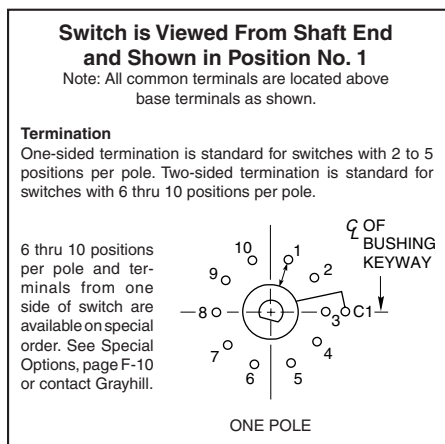 Switch is Viewed From Shaft End
and Shown in Position No. 1
Note: All common terminals are located above
base terminals as shown.
Termination
One-sided termination is standard for switches with 2 to 5
positions per pole. Two-sided termination is standard for
switches with 6 thru 10 positions per pole.
6 thru 10 positions
per pole and ter-
minals from one
side of switch are
available on special
order. See Special
Options, page F-10
or contact Grayhill.
℄ OF
BUSHING
KEYWAY
10 1
9 2
8 3 C1
7 4
6 5
ONE POLE